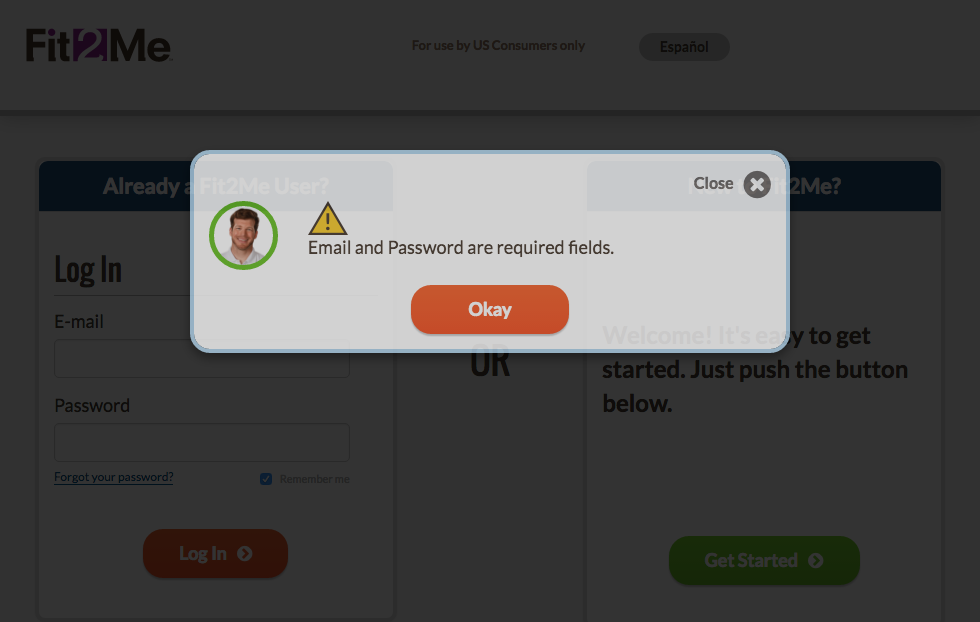 Fit2Me
For use by US Consumers only
Español
Already a Fit2Me User?
Close
Fit2Me?
Email and Password are required fields.
Okay
Log In
E-mail
Password
Forgot your password?
Remember me
Log In
OR
Welcome! It's easy to get
started. Just push the button
below.
Get Started